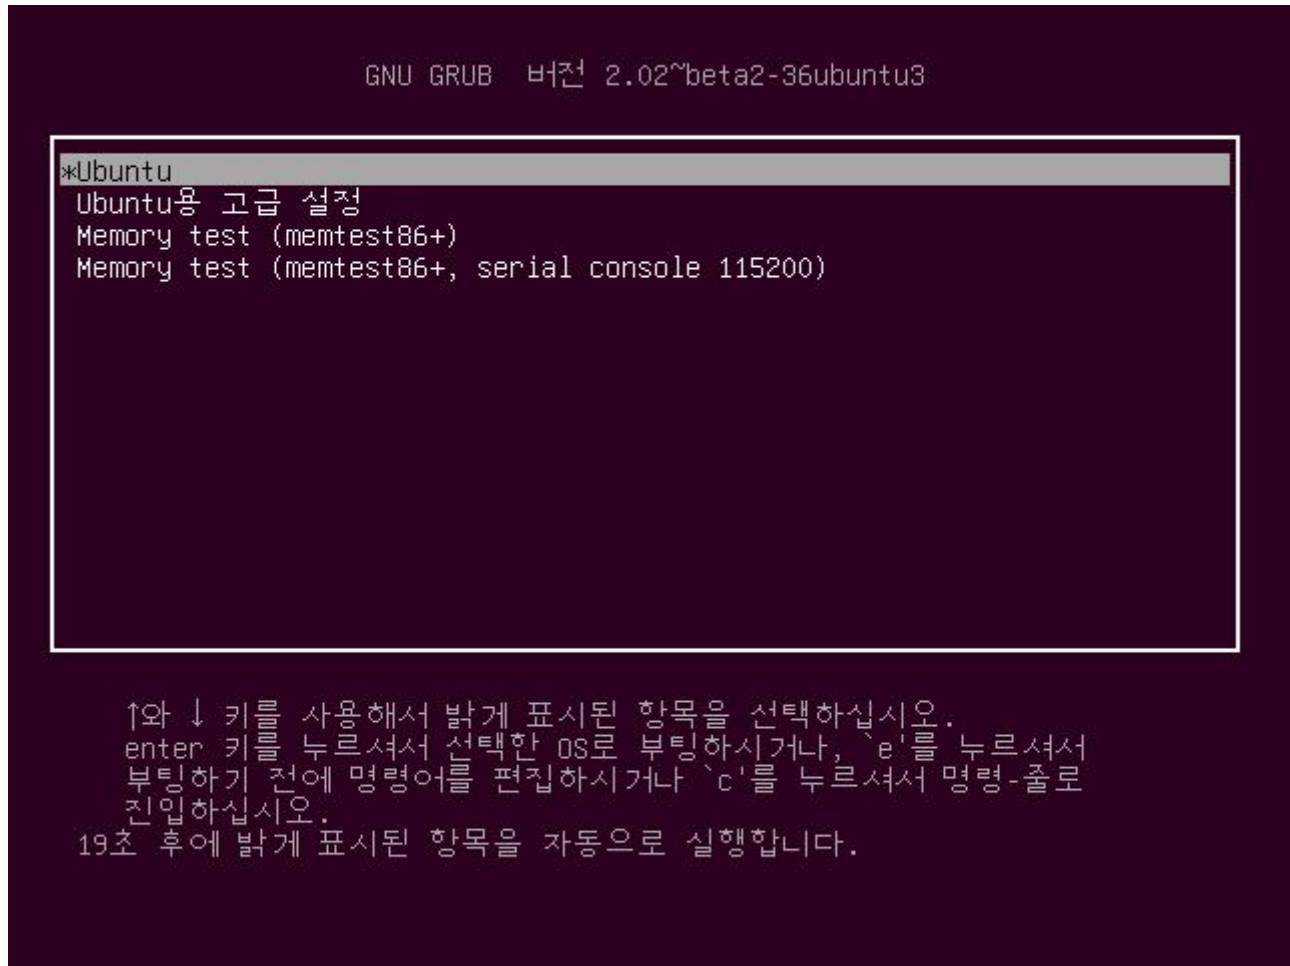 GNU GRUB  버전 2.02~beta2-36ubuntu3
*Ubuntu
Ubuntu용 고급 설정
Memory test (memtest86+)
Memory test (memtest86+, serial console 115200)
↑와 ↓ 키를 사용해서 밝게 표시된 항목을 선택하십시오.
enter 키를 누르셔서 선택한 OS로 부팅하시거나, `e'를 누르셔서
부팅하기 전에 명령어를 편집하시거나 `c'를 누르셔서 명령-줄로
진입하십시오.
19초 후에 밝게 표시된 항목을 자동으로 실행합니다.